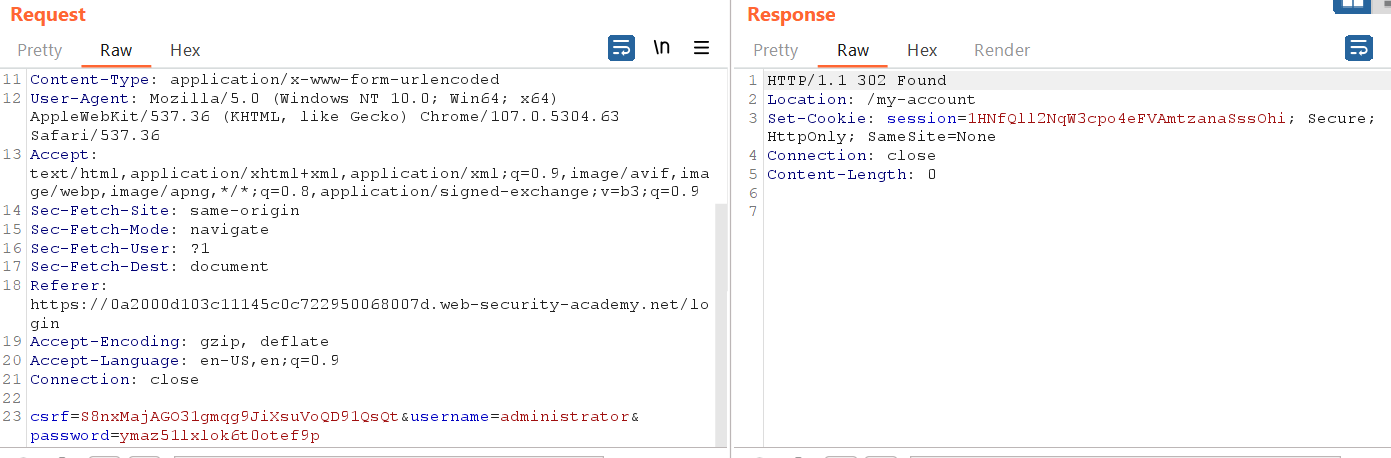 Request
Pretty Raw Hex \n
11 Content-Type: application/x-www-form-urlencoded
12 User-Agent: Mozilla/5.0 (Windows NT 10.0; Win64; x64)
AppleWebKit/537.36 (KHTML, like Gecko) Chrome/107.0.5304.63
Safari/537.36
13 Accept:
text/html,application/xhtml+xml,application/xml;q=0.9,image/avif,ima
ge/webp,image/apng,*/*;q=0.8,application/signed-exchange;v=b3;q=0.9
14 Sec-Fetch-Site: same-origin
15 Sec-Fetch-Mode: navigate
16 Sec-Fetch-User: ?1
17 Sec-Fetch-Dest: document
18 Referer:
https://0a2000d103c11145c0c722950068007d.web-security-academy.net/lo
gin
19 Accept-Encoding: gzip, deflate
20 Accept-Language: en-US,en;q=0.9
21 Connection: close
22
23 csrf=S8nxMajAGO31gmqg9JiXsuVoQD91QsQt&username=administrator&
password=ymaz51lxlok6t0otef9p
Response
Pretty Raw Hex Render
1 HTTP/1.1 302 Found
2 Location: /my-account
3 Set-Cookie: session=1HNfQll2NqW3cpo4eFVAmtzanaSssOhi; Secure;
HttpOnly; SameSite=None
4 Connection: close
5 Content-Length: 0
6
7